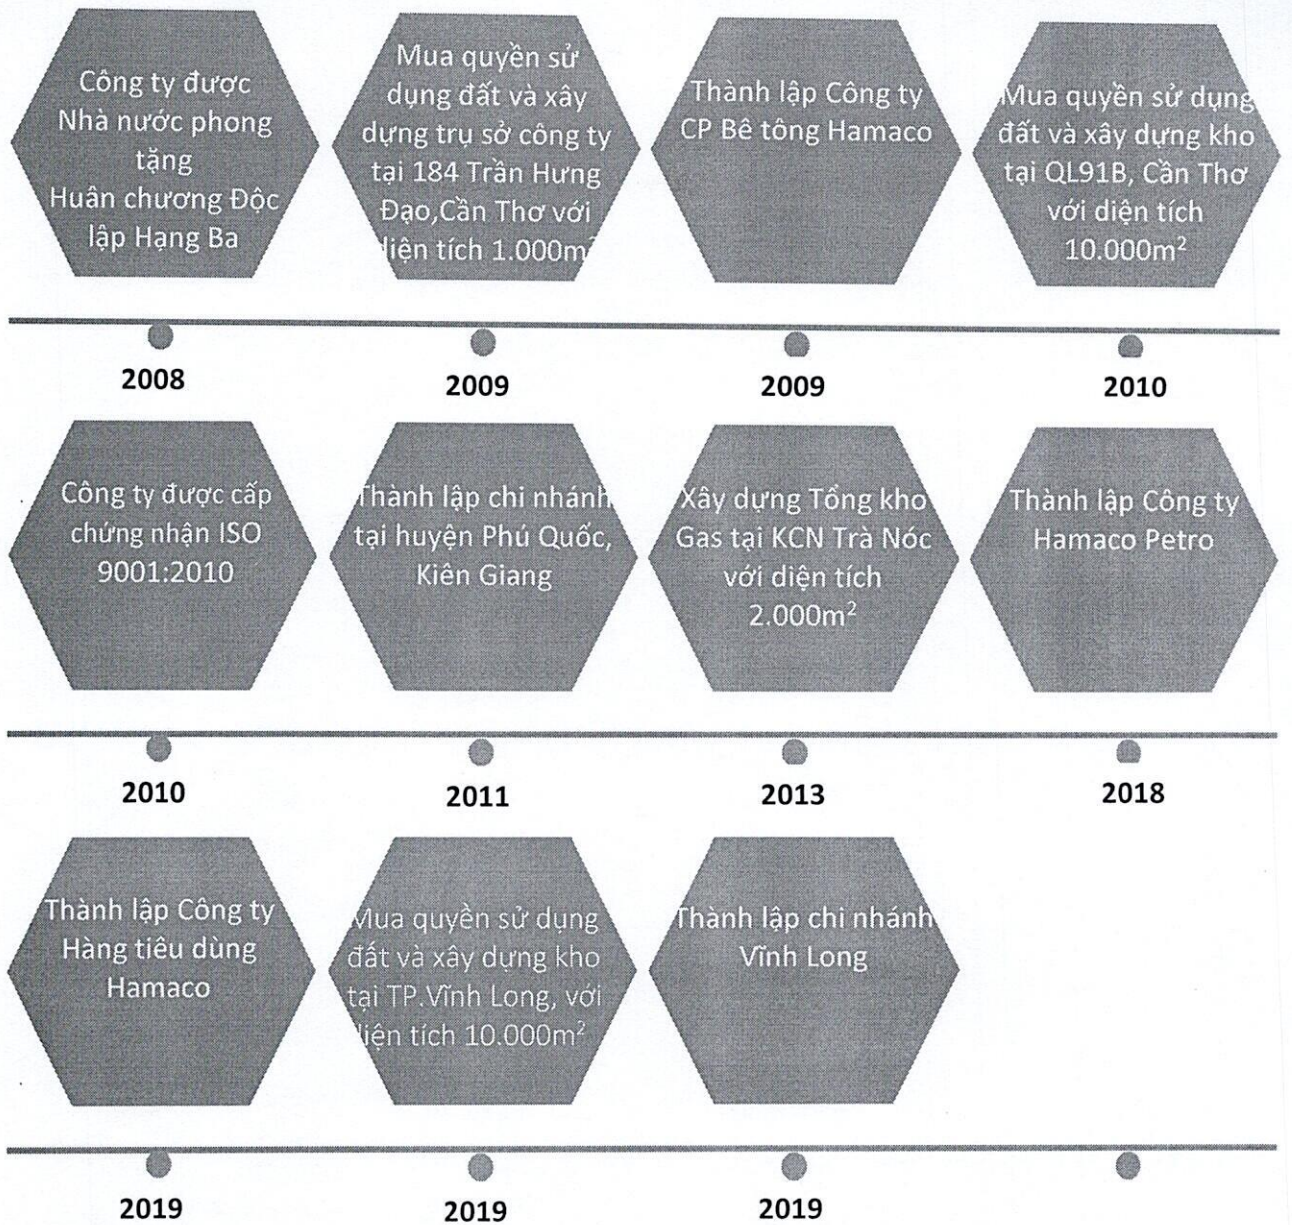 Công ty được
Nhà nước phong
tặng
Huân chương Độc
lập Hạng Ba
Mua quyền sử
dụng đất và xây
dựng trụ sở công ty
tại 184 Trần Hưng
Đạo,Cần Thơ với
diện tích 1.000m²
Thành lập Công ty
CP Bê tông Hamaco
Mua quyền sử dụng
đất và xây dựng kho
tại QL91B, Cần Thơ
với diện tích
10.000m²
2008
2009
2009
2010
Công ty được cấp
chứng nhận ISO
9001:2010
Thành lập chi nhánh
tại huyện Phú Quốc,
Kiên Giang
Xây dựng Tổng kho
Gas tại KCN Trà Nóc
với diện tích
2.000m²
Thành lập Công ty
Hamaco Petro
2010
2011
2013
2018
Thành lập Công ty
Hàng tiêu dùng
Hamaco
Mua quyền sử dụng
đất và xây dựng kho
tại TP.Vĩnh Long, với
diện tích 10.000m²
Thành lập chi nhánh
Vĩnh Long
2019
2019
2019